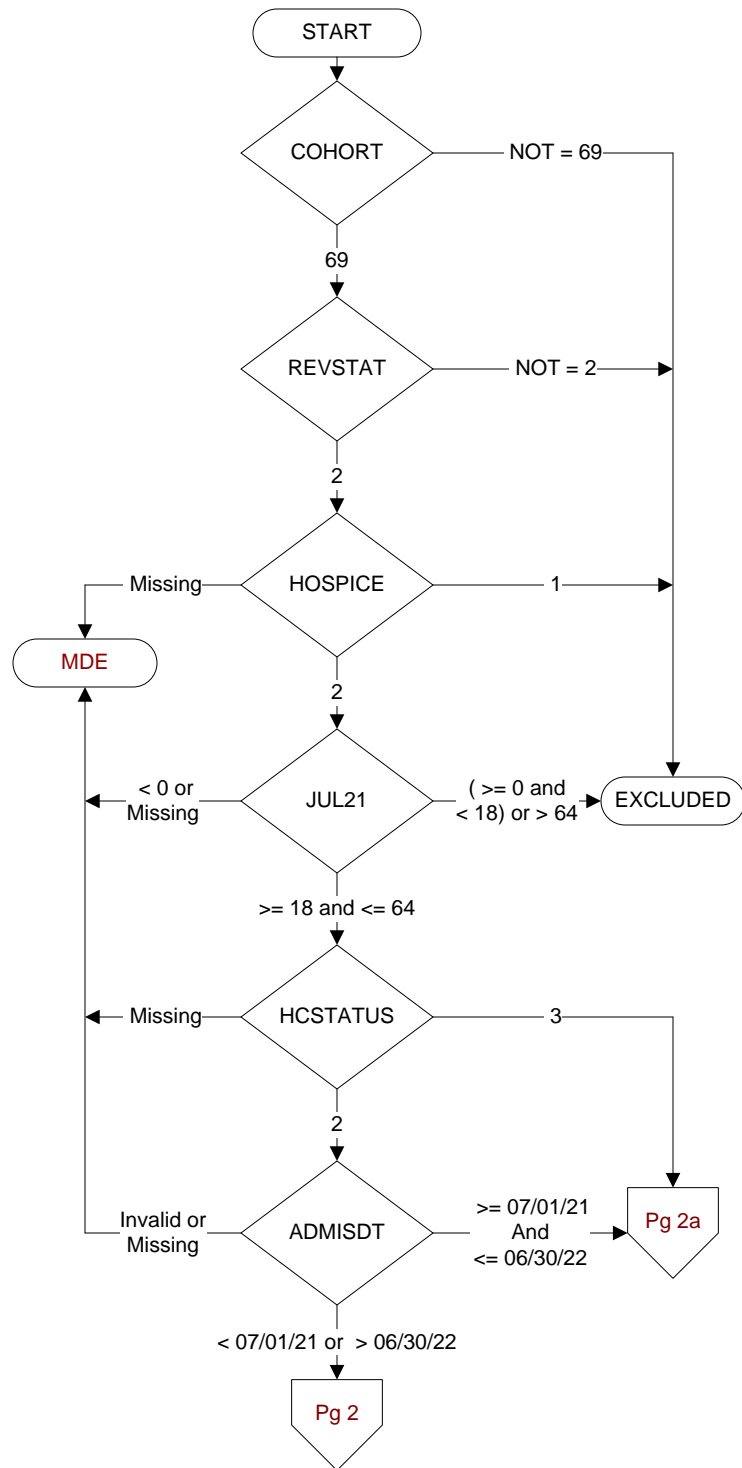 START
COHORT
NOT = 69
69
REVSTAT
NOT = 2
2
Missing
HOSPICE
1
MDE
2
< 0 or
Missing
JUL21
( >= 0 and
< 18) or > 64
EXCLUDED
>= 18 and <= 64
Missing
HCSTATUS
3
2
Invalid or
Missing
ADMISDT
>= 07/01/21
And
<= 06/30/22
Pg 2a
< 07/01/21 or > 06/30/22
Pg 2